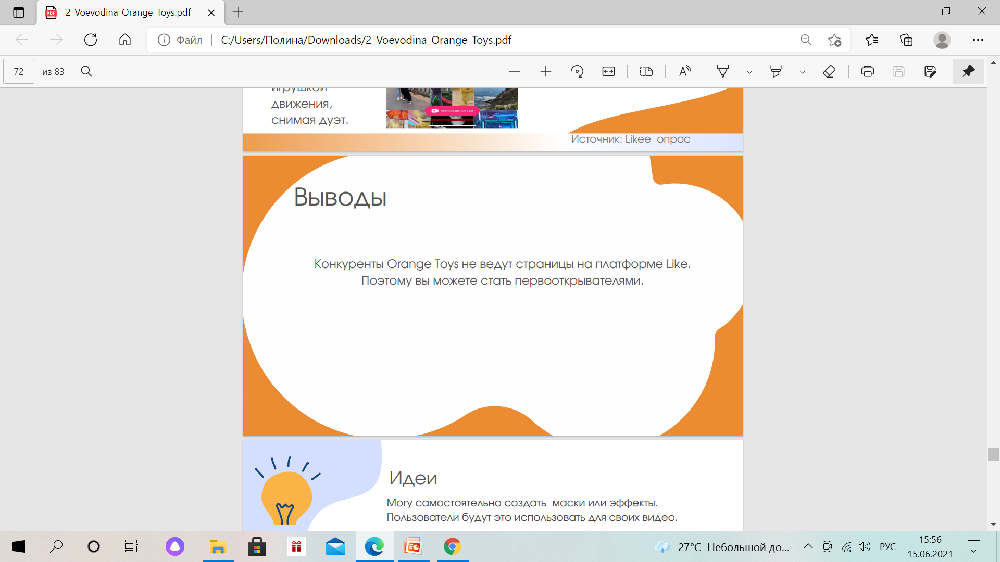 2_Voevodina_Orange_Toys.pdf
Файл
C:/Users/Полина/Downloads/2_Voevodina_Orange_Toys.pdf
72 из 83
игрушкой
движения,
снимая дуэт.
ПРИСОЕДИНИТЬСЯ
Источник: Likee опрос
Выводы
Конкуренты Orange Toys не ведут страницы на платформе Like.
Поэтому вы можете стать первооткрывателями.
Идеи
Могу самостоятельно создать маски или эффекты.
Пользователи будут это использовать для своих видео.
27°C Небольшой до...
РУС
15:56
15.06.2021